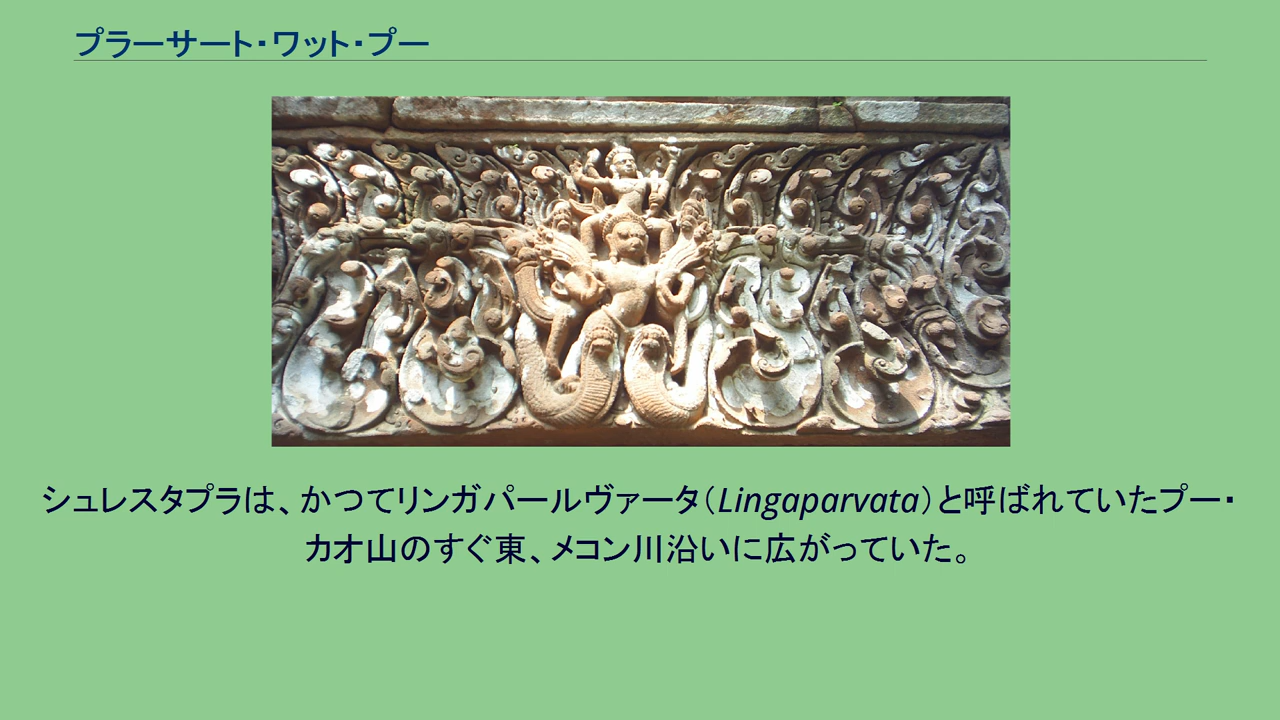 プラーサート・ワット・プー
シュレスタプラは、かつてリンガパールヴァータ（Lingaparvata）と呼ばれていたプー・
カオ山のすぐ東、メコン川沿いに広がっていた。